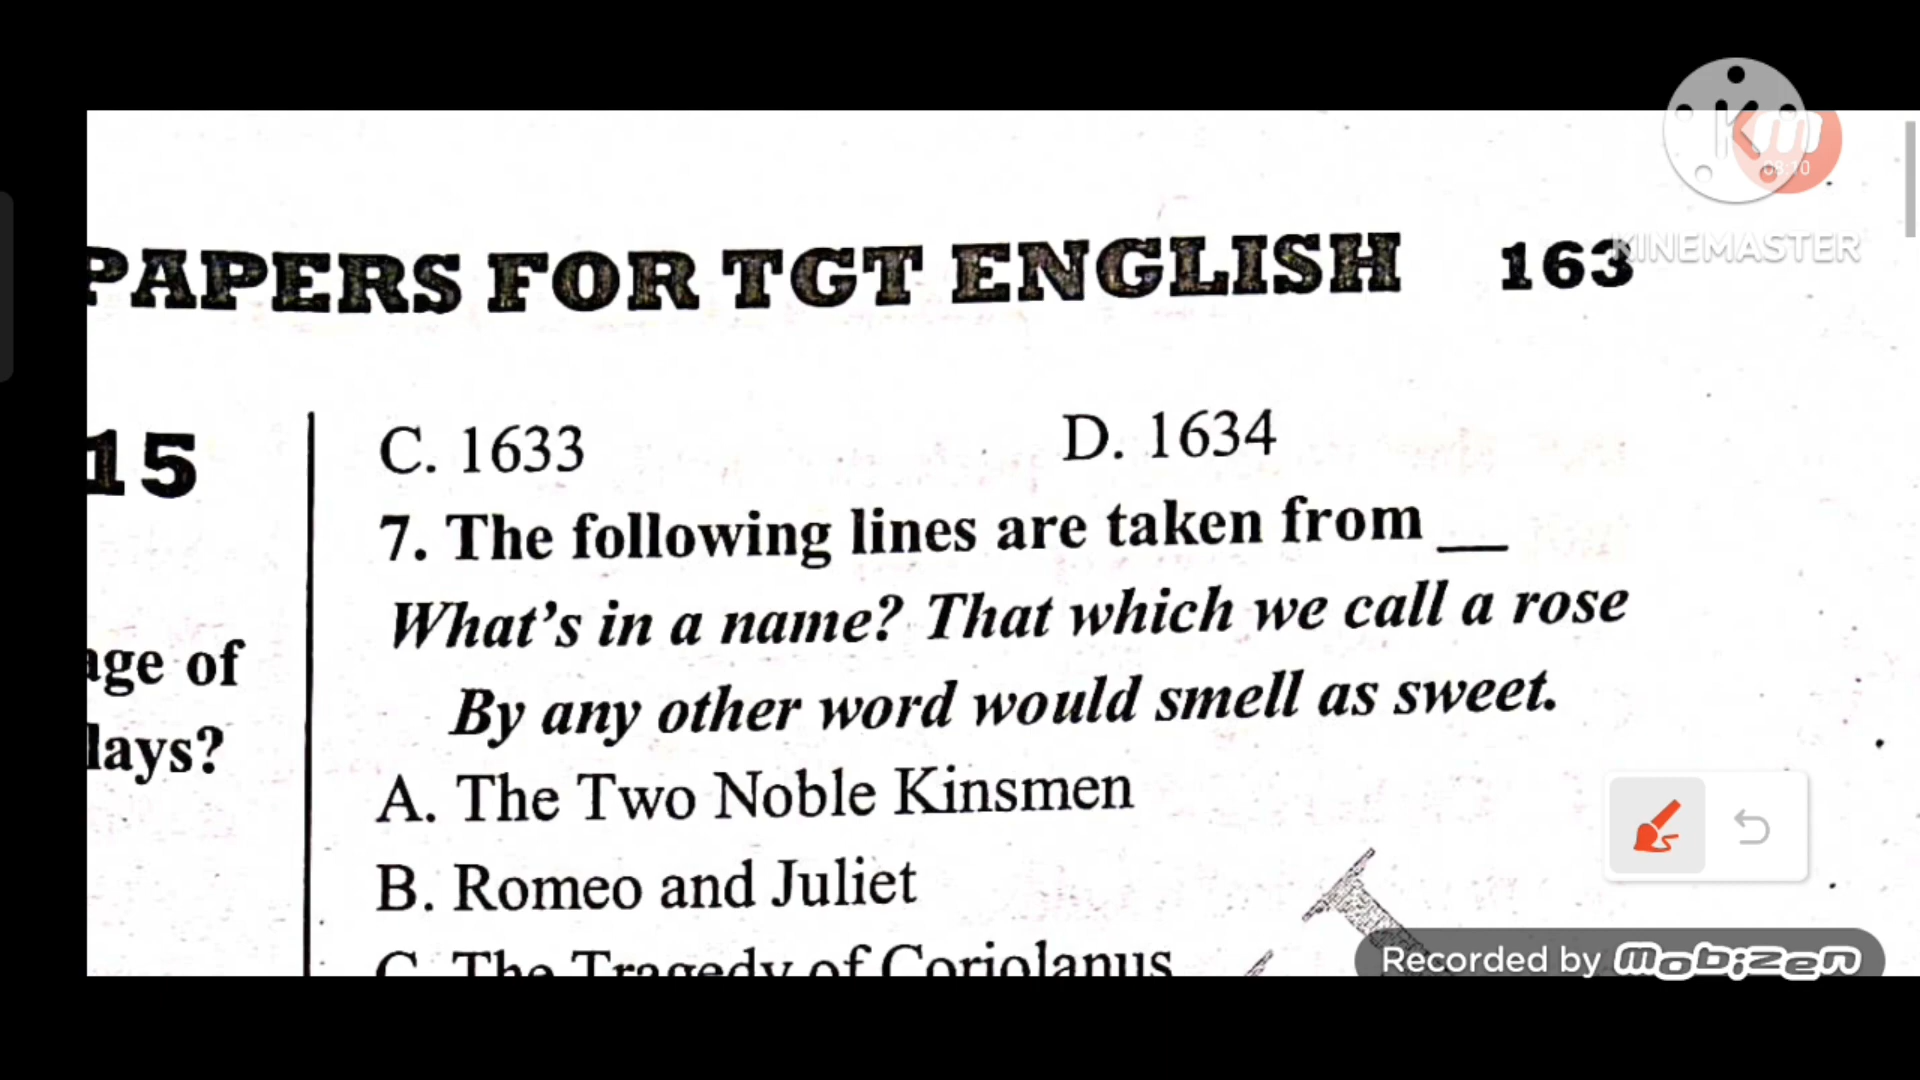 PAPERS FOR TGT ENGLISH 163
KINEMASTER
08:10
15
age of
lays?
C. 1633 D. 1634
7. The following lines are taken from __
What's in a name? That which we call a rose
By any other word would smell as sweet.
A. The Two Noble Kinsmen
B. Romeo and Juliet
C. The Tragedy of Coriolanus
Recorded by mobizen